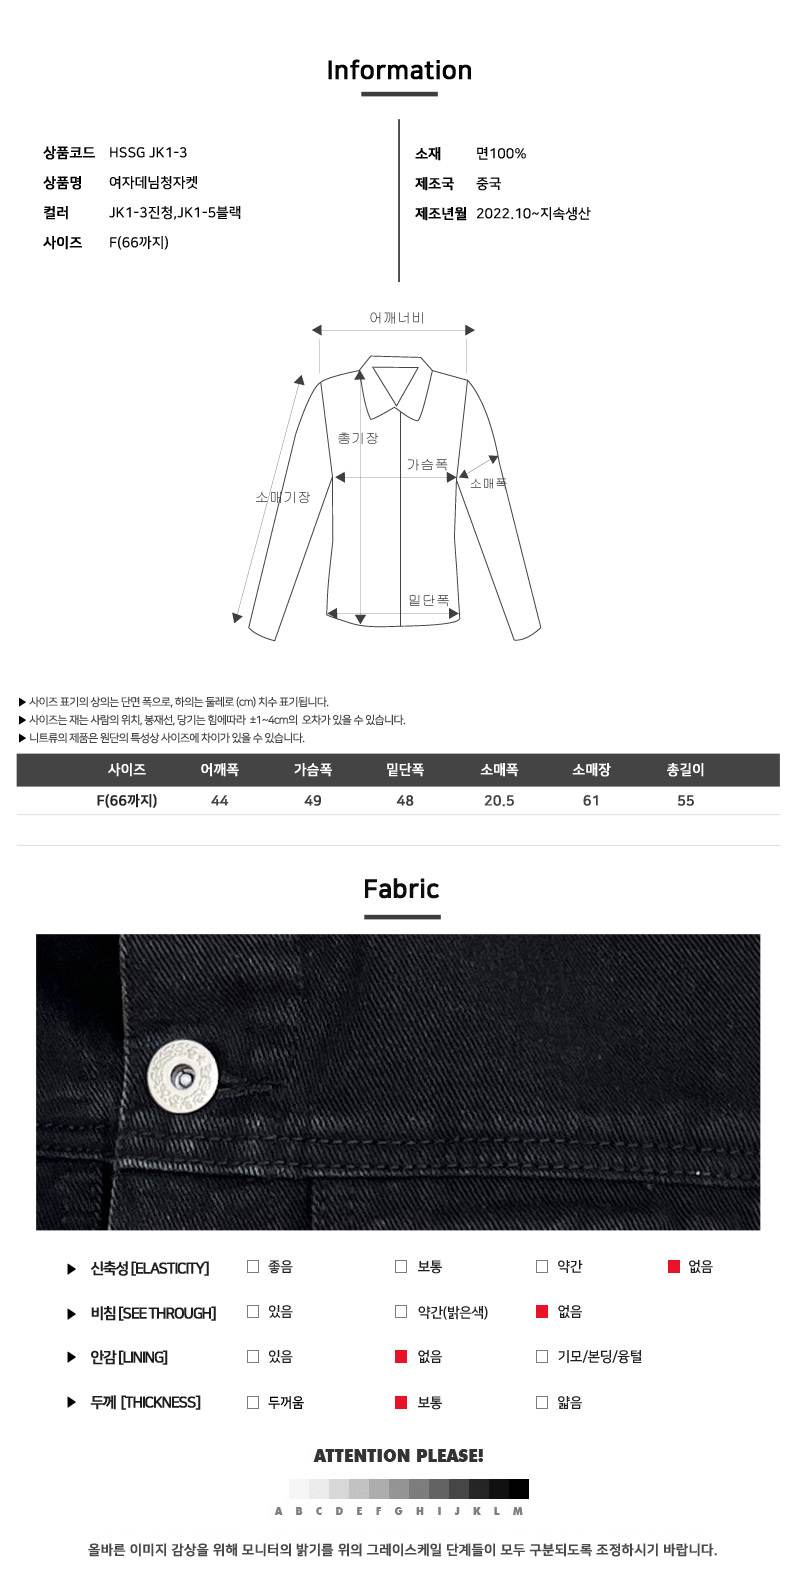 Information
상품코드 HSSG JK1-3
상품명 여자데님청자켓
컬러 JK1-3진청,JK1-5블랙
사이즈 F(66까지)
소재 면100%
제조국 중국
제조년월 2022.10~지속생산
어깨너비
총기장
가슴폭
소매폭
소매기장
밑단폭
▶ 사이즈 표기의 상의는 단면 폭으로, 하의는 둘레로 (cm) 치수 표기됩니다.
▶ 사이즈는 재는 사람의 위치, 봉재선, 당기는 힘에따라 ±1~4cm의 오차가 있을 수 있습니다.
▶ 니트류의 제품은 원단의 특성상 사이즈에 차이가 있을 수 있습니다.
사이즈 어깨폭 가슴폭 밑단폭 소매폭 소매장 총길이
F(66까지) 44 49 48 20.5 61 55
Fabric
▶ 신축성 [ELASTICITY] 좋음 보통 약간 없음
▶ 비침 [SEE THROUGH] 있음 약간(밝은색) 없음
▶ 안감 [LINING] 있음 없음 기모/본딩/융털
▶ 두께 [THICKNESS] 두꺼움 보통 얇음
ATTENTION PLEASE!
A B C D E F G H I J K L M
올바른 이미지 감상을 위해 모니터의 밝기를 위의 그레이스케일 단계들이 모두 구분되도록 조정하시기 바랍니다.